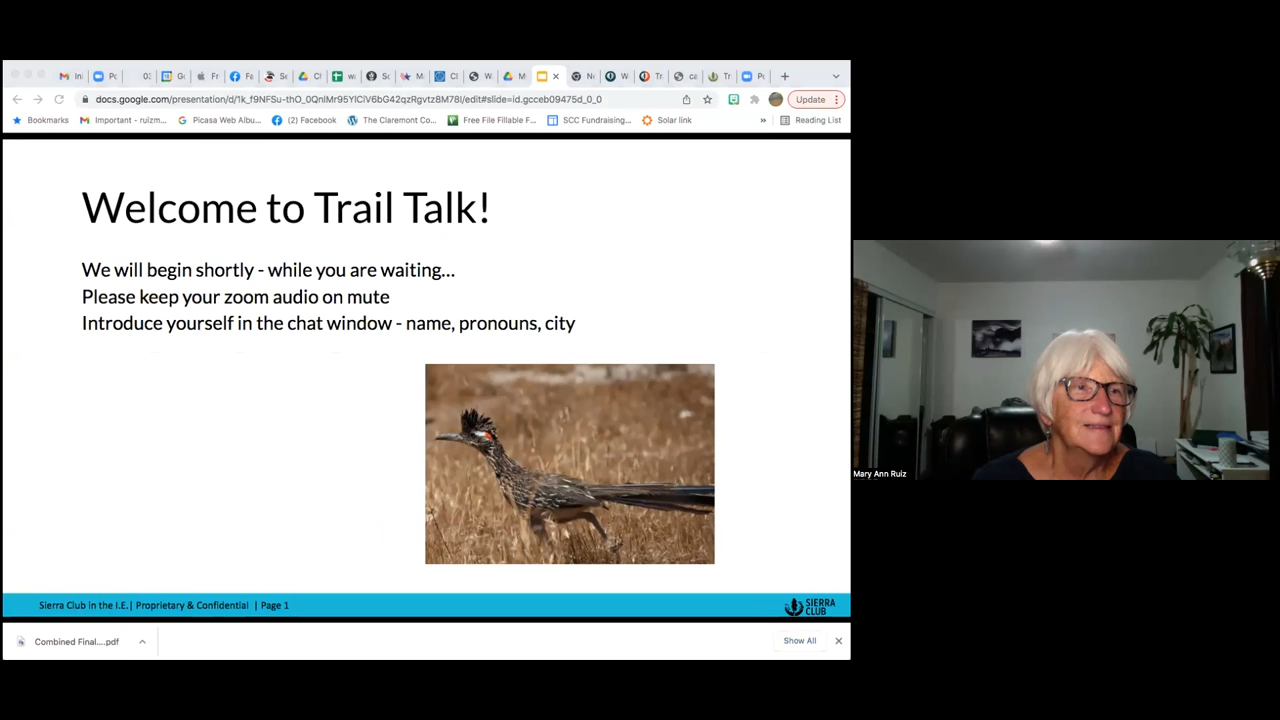 docs.google.com/presentation/d/1k_f9NFSu-thO_0QniMr95YlCiV6bG42qzRgvtzBM78I/edit#slide=id.gcceb09475d_0_0
Update
Bookmarks
Important - ruizm...
Picasa Web Albu...
(2) Facebook
The Claremont Co...
Free File Fillable F...
SCC Fundraising...
Solar link
»
Reading List
Welcome to Trail Talk!
We will begin shortly - while you are waiting...
Please keep your zoom audio on mute
Introduce yourself in the chat window - name, pronouns, city
Mary Ann Ruiz
Sierra Club in the I.E.| Proprietary & Confidential | Page 1
SIERRA
CLUB
Combined Final....pdf
Show All